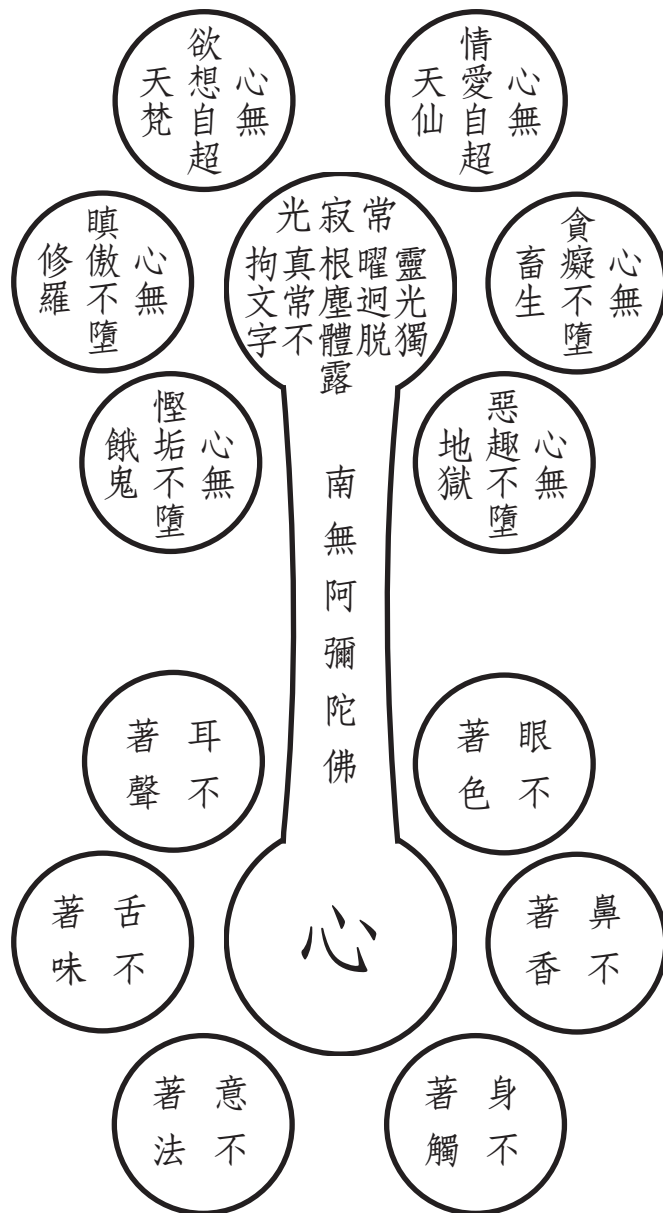 心無
情愛自超
天仙
心無
欲想自超
天梵
常寂光
靈光獨
曜迥脱
根塵體露
真常不
拘文字
心無
貪癡不墮
畜生
心無
瞋傲不墮
修羅
心無
惡趣不墮
地獄
心無
慳垢不墮
餓鬼
南無阿彌陀佛
眼不
著色
耳不
著聲
鼻不
著香
心
舌不
著味
身不
著觸
意不
著法